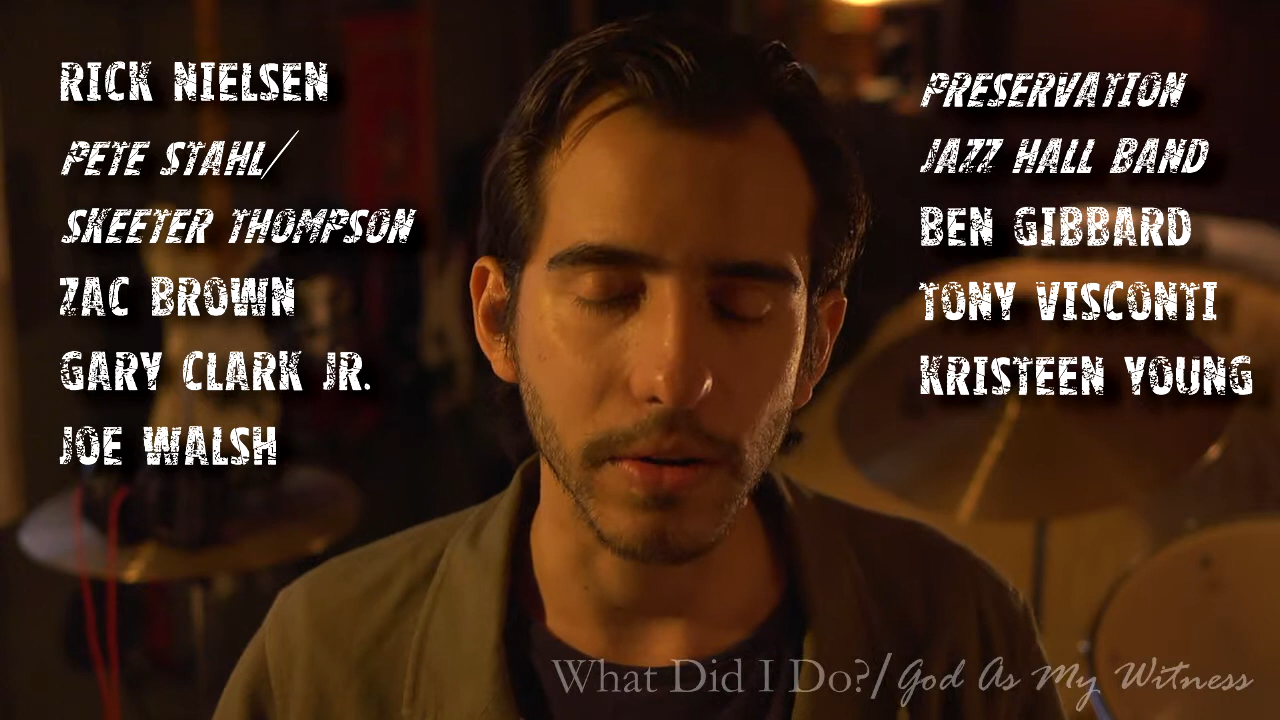 RICK NIELSEN
PETE STAHL/
SKEETER THOMPSON
ZAC BROWN
GARY CLARK JR.
JOE WALSH
PRESERVATION
JAZZ HALL BAND
BEN GIBBARD
TONY VISCONTI
KRISTEEN YOUNG
What Did I Do?/God As My Witness